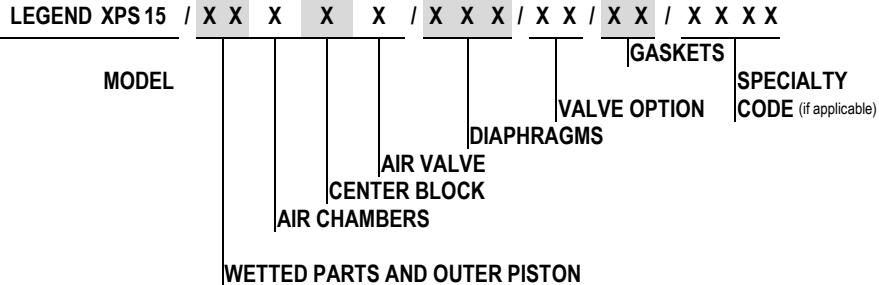 LEGEND XPS 15 / X X X X X / X X X / X X / X X / X X X X
GASKETS
MODEL SPECIALTY
VALVE OPTION CODE (if applicable)
DIAPHRAGMS
AIR VALVE
CENTER BLOCK
AIR CHAMBERS
WETTED PARTS AND OUTER PISTON